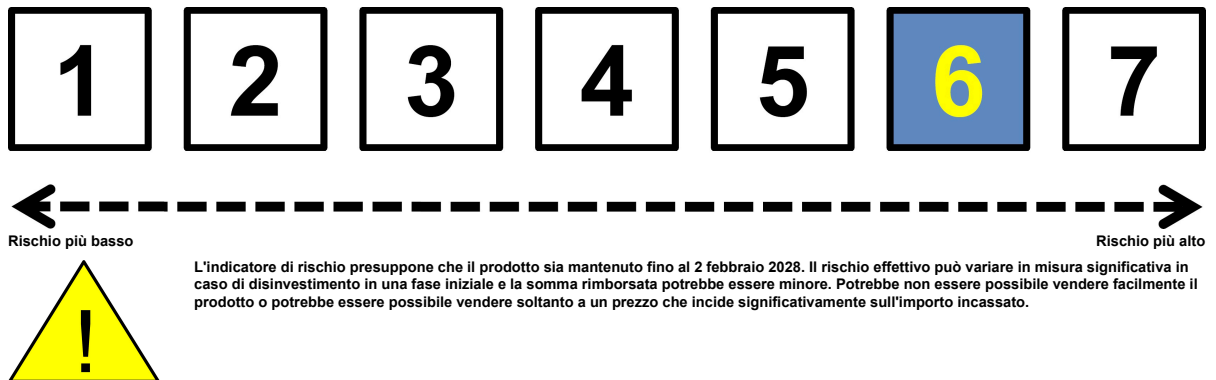 1 2 3 4 5 6 7
Rischio più basso Rischio più alto
L'indicatore di rischio presuppone che il prodotto sia mantenuto fino al 2 febbraio 2028. Il rischio effettivo può variare in misura significativa in
caso di disinvestimento in una fase iniziale e la somma rimborsata potrebbe essere minore. Potrebbe non essere possibile vendere facilmente il
prodotto o potrebbe essere possibile vendere soltanto a un prezzo che incide significativamente sull'importo incassato.
!